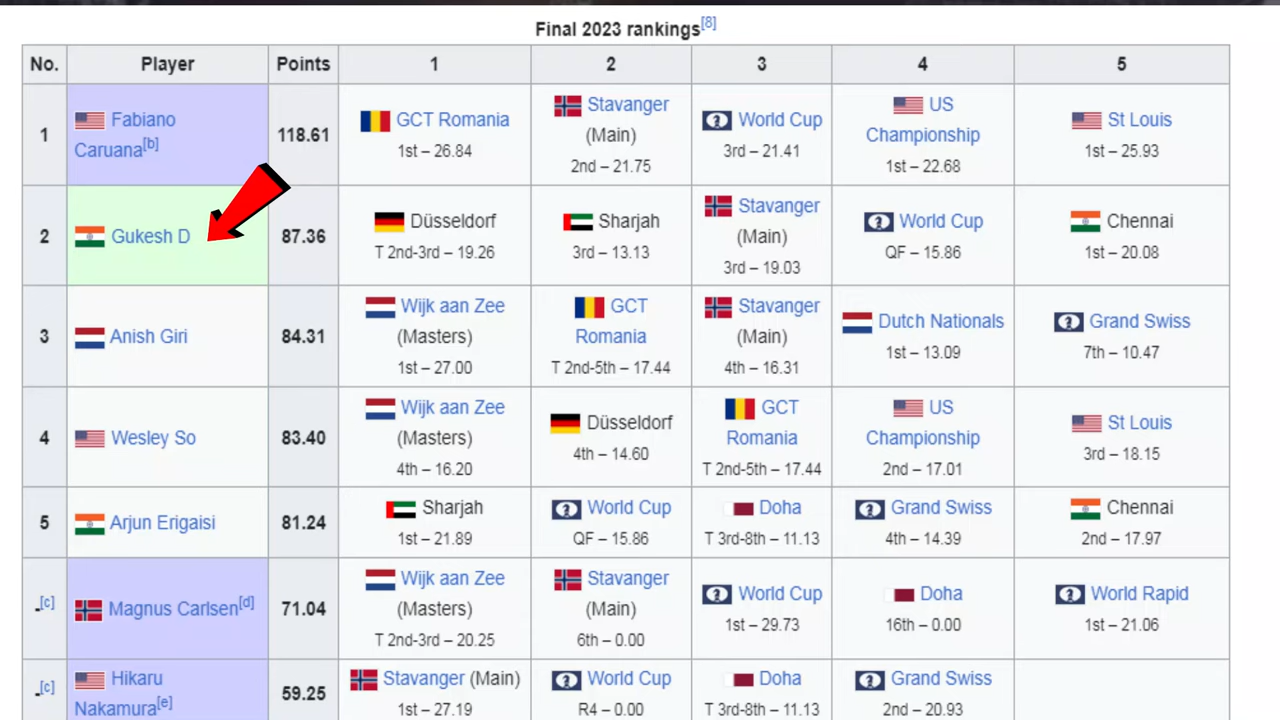 Final 2023 rankings[8]
No. Player Points 1 2 3 4 5
1 Fabiano Caruana[b] 118.61 GCT Romania 1st – 26.84 Stavanger (Main) 2nd – 21.75 World Cup 3rd – 21.41 US Championship 1st – 22.68 St Louis 1st – 25.93
2 Gukesh D 87.36 Düsseldorf T 2nd-3rd – 19.26 Sharjah 3rd – 13.13 Stavanger (Main) 3rd – 19.03 World Cup QF – 15.86 Chennai 1st – 20.08
3 Anish Giri 84.31 Wijk aan Zee (Masters) 1st – 27.00 GCT Romania T 2nd-5th – 17.44 Stavanger (Main) 4th – 16.31 Dutch Nationals 1st – 13.09 Grand Swiss 7th – 10.47
4 Wesley So 83.40 Wijk aan Zee (Masters) 4th – 16.20 Düsseldorf 4th – 14.60 GCT Romania T 2nd-5th – 17.44 US Championship 2nd – 17.01 St Louis 3rd – 18.15
5 Arjun Erigaisi 81.24 Sharjah 1st – 21.89 World Cup QF – 15.86 Doha T 3rd-8th – 11.13 Grand Swiss 4th – 14.39 Chennai 2nd – 17.97
-[c] Magnus Carlsen[d] 71.04 Wijk aan Zee (Masters) T 2nd-3rd – 20.25 Stavanger (Main) 6th – 0.00 World Cup 1st – 29.73 Doha 16th – 0.00 World Rapid 1st – 21.06
-[c] Hikaru Nakamura[e] 59.25 Stavanger (Main) 1st – 27.19 World Cup R4 – 0.00 Doha T 3rd-8th – 11.13 Grand Swiss 2nd – 20.93